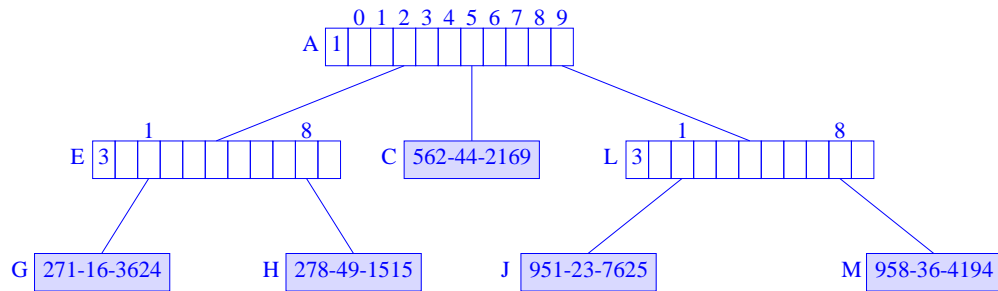 0 1 2 3 4 5 6 7 8 9
A 1
1 8 1 8
E 3 C 562-44-2169 L 3
G 271-16-3624 H 278-49-1515 J 951-23-7625 M 958-36-4194